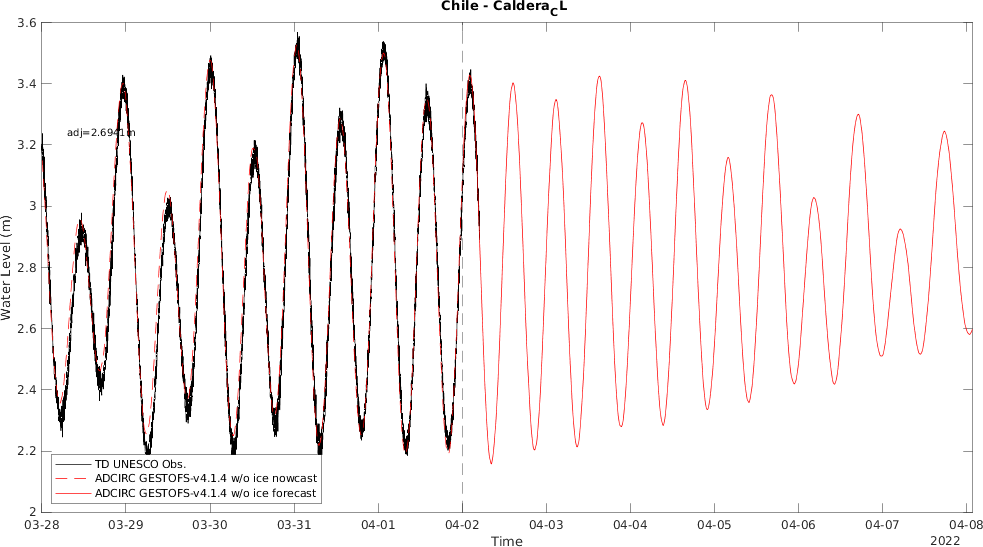 Chile - Caldera_CL
3.6
3.4
3.2
3
2.8
2.6
2.4
2.2
2
Water Level (m)
adj=2.6941m
TD UNESCO Obs.
ADCIRC GESTOFS-v4.1.4 w/o ice nowcast
ADCIRC GESTOFS-v4.1.4 w/o ice forecast
03-28 03-29 03-30 03-31 04-01 04-02 04-03 04-04 04-05 04-06 04-07 04-08
Time
2022